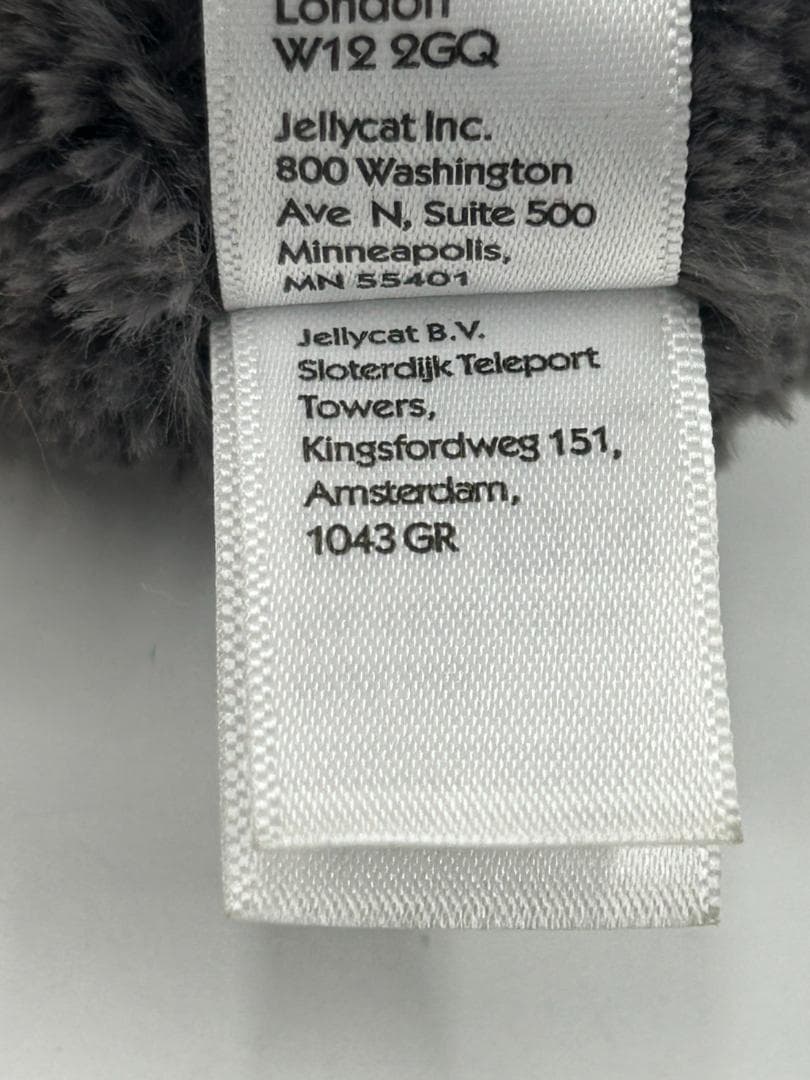 London
W12 2GQ
Jellycat Inc.
800 Washington
Ave N, Suite 500
Minneapolis,
MN 55401
Jellycat B.V.
Sloterdijk Teleport
Towers,
Kingsfordweg 151,
Amsterdam,
1043 GR